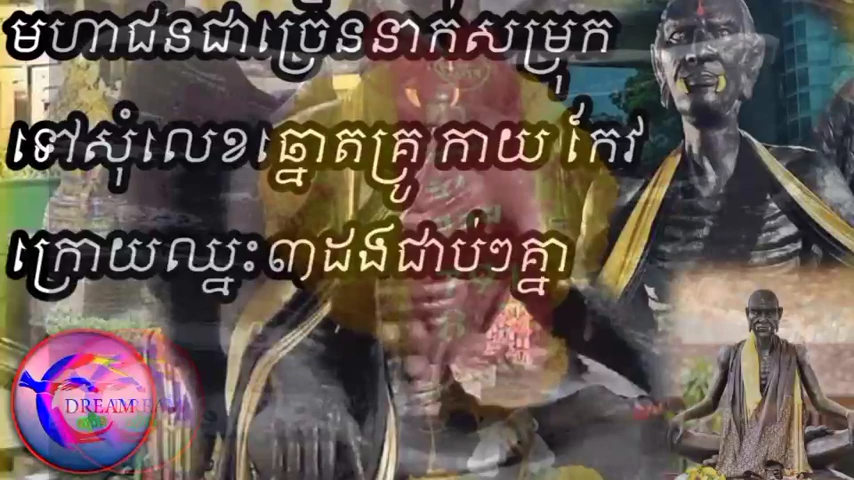 មហាជនជាច្រើននាក់សម្រុក
ទៅសុំលេខឆ្នោតគ្រូ កាយ កែវ
ក្រោយឈ្នះ៣ដងជាប់ៗគ្នា
DREAM